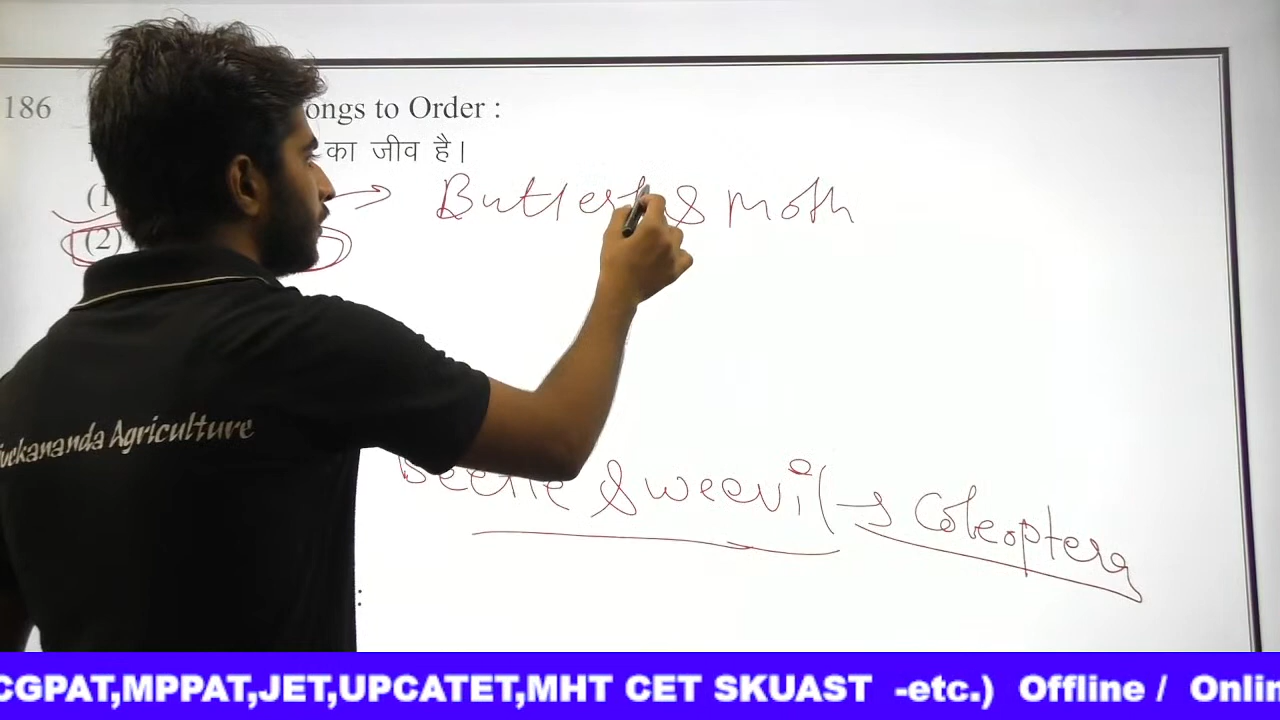 186 ongs to Order :
का जीव है।
(1
(2)
Butterf & Moth
Beetle & weevil → Coleoptera
:
vekananda Agriculture
CGPAT,MPPAT,JET,UPCATET,MHT CET SKUAST -etc.) Offline / Onlin